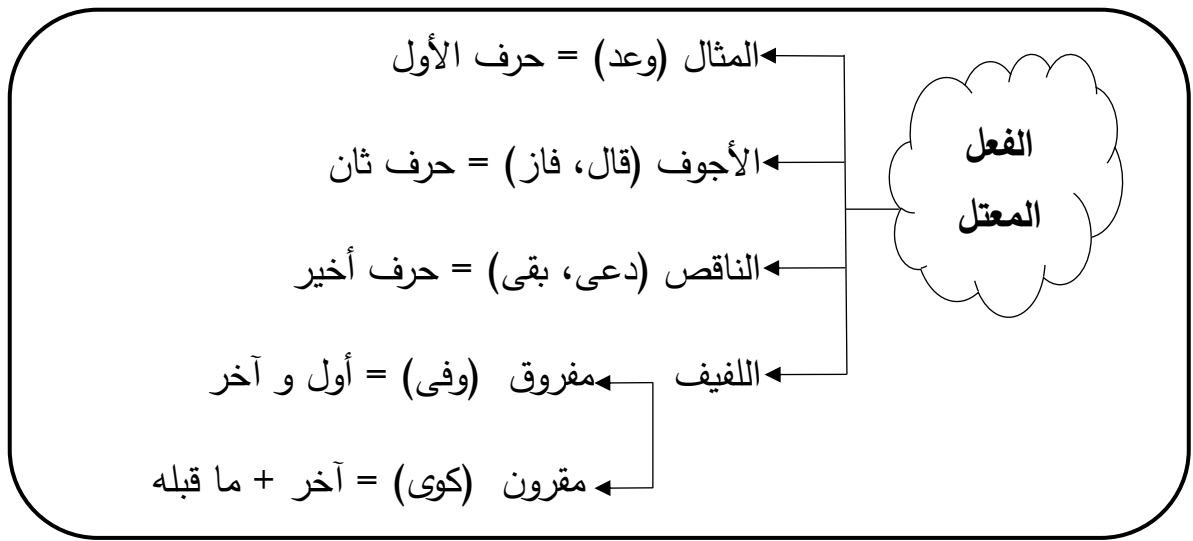 الفعل
المعتل
المثال (وعد) = حرف الأول
الأجوف (قال، فاز) = حرف ثان
الناقص (دعى، بقى) = حرف أخير
اللفيف مفروق (وفى) = أول و آخر
مقرون (كوى) = آخر + ما قبله